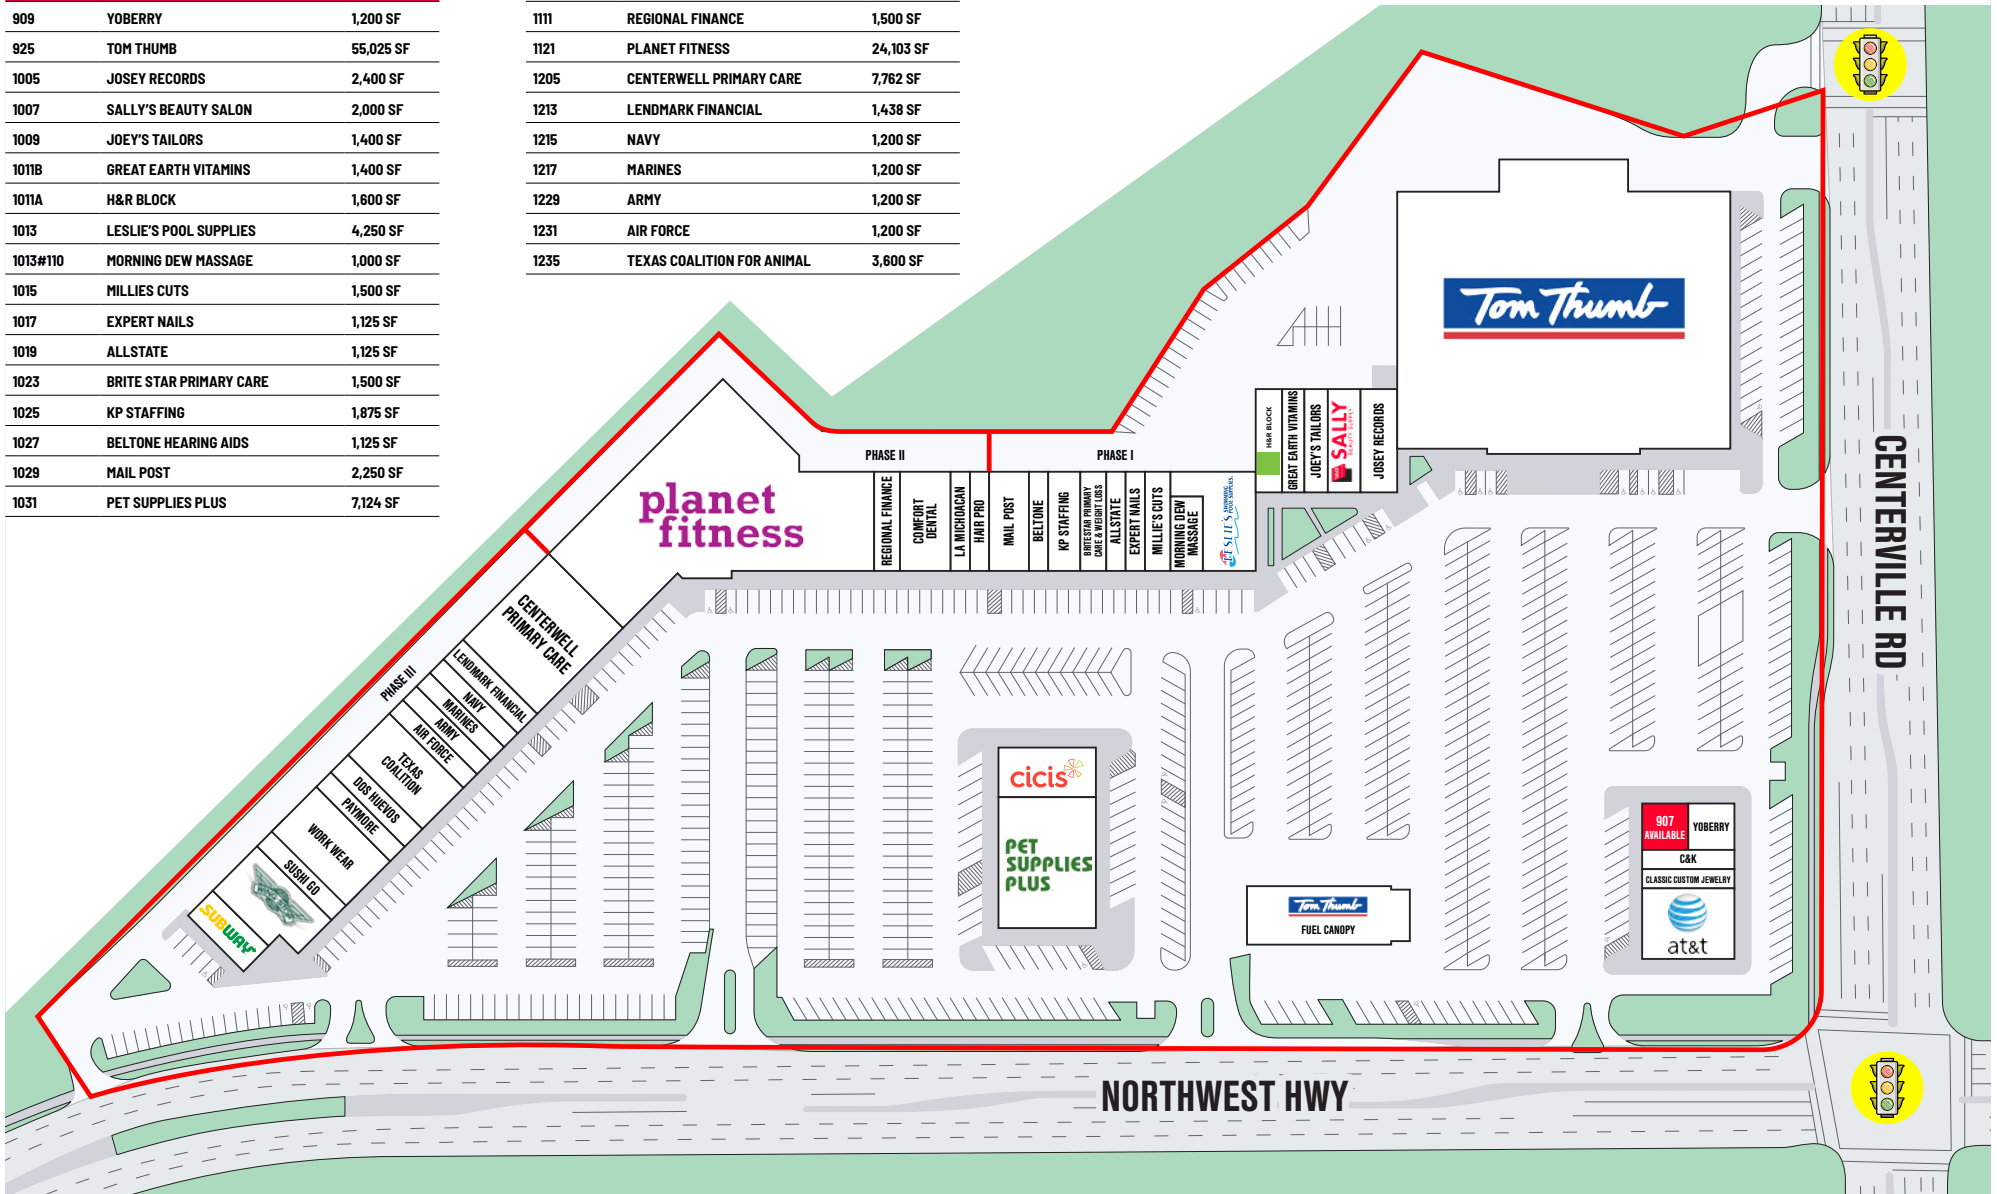 909 YOBERRY 1,200 SF
925 TOM THUMB 55,025 SF
1005 JOSEY RECORDS 2,400 SF
1007 SALLY'S BEAUTY SALON 2,000 SF
1009 JOEY'S TAILORS 1,400 SF
1011B GREAT EARTH VITAMINS 1,400 SF
1011A H&R BLOCK 1,600 SF
1013 LESLIE'S POOL SUPPLIES 4,250 SF
1013#110 MORNING DEW MASSAGE 1,000 SF
1015 MILLIES CUTS 1,500 SF
1017 EXPERT NAILS 1,125 SF
1019 ALLSTATE 1,125 SF
1023 BRITE STAR PRIMARY CARE 1,500 SF
1025 KP STAFFING 1,875 SF
1027 BELTONE HEARING AIDS 1,125 SF
1029 MAIL POST 2,250 SF
1031 PET SUPPLIES PLUS 7,124 SF
1111 REGIONAL FINANCE 1,500 SF
1121 PLANET FITNESS 24,103 SF
1205 CENTERWELL PRIMARY CARE 7,762 SF
1213 LENDMARK FINANCIAL 1,438 SF
1215 NAVY 1,200 SF
1217 MARINES 1,200 SF
1229 ARMY 1,200 SF
1231 AIR FORCE 1,200 SF
1235 TEXAS COALITION FOR ANIMAL 3,600 SF
Tom Thumb
H&R BLOCK
GREAT EARTH VITAMINS
JOEY'S TAILORS
SALLY
BEAUTY SUPPLY
JOSEY RECORDS
PHASE II
PHASE I
planet
fitness
REGIONAL FINANCE
COMFORT
DENTAL
LA MICHOACAN
HAIR PRO
MAIL POST
BELTONE
KP STAFFING
BRITESTAR PRIMARY
CARE & WEIGHT LOSS
ALLSTATE
EXPERT NAILS
MILLIE'S CUTS
MORNING DEW
MASSAGE
LESLIE'S
SWIMMING
POOL SUPPLIES
PHASE III
CENTERWELL
PRIMARY CARE
LENDMARK FINANCIAL
NAVY
MARINES
ARMY
AIR FORCE
TEXAS
COALITION
DOS HUEVOS
PAYMORE
WORK WEAR
SUSHI GO
SUBWAY
cicis
PET
SUPPLIES
PLUS
Tom Thumb
FUEL CANOPY
907
AVAILABLE
YOBERRY
C&K
CLASSIC CUSTOM JEWELRY
at&t
CENTERVILLE RD
NORTHWEST HWY